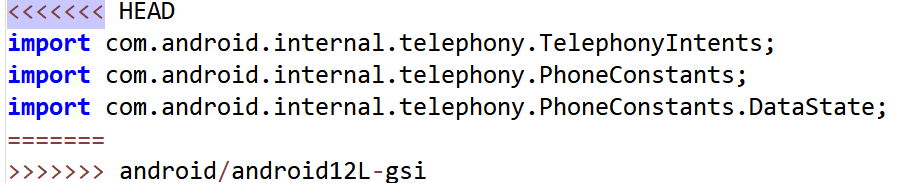 <<<<<<< HEAD
import com.android.internal.telephony.TelephonyIntents;
import com.android.internal.telephony.PhoneConstants;
import com.android.internal.telephony.PhoneConstants.DataState;
=======
>>>>>>> android/android12L-gsi